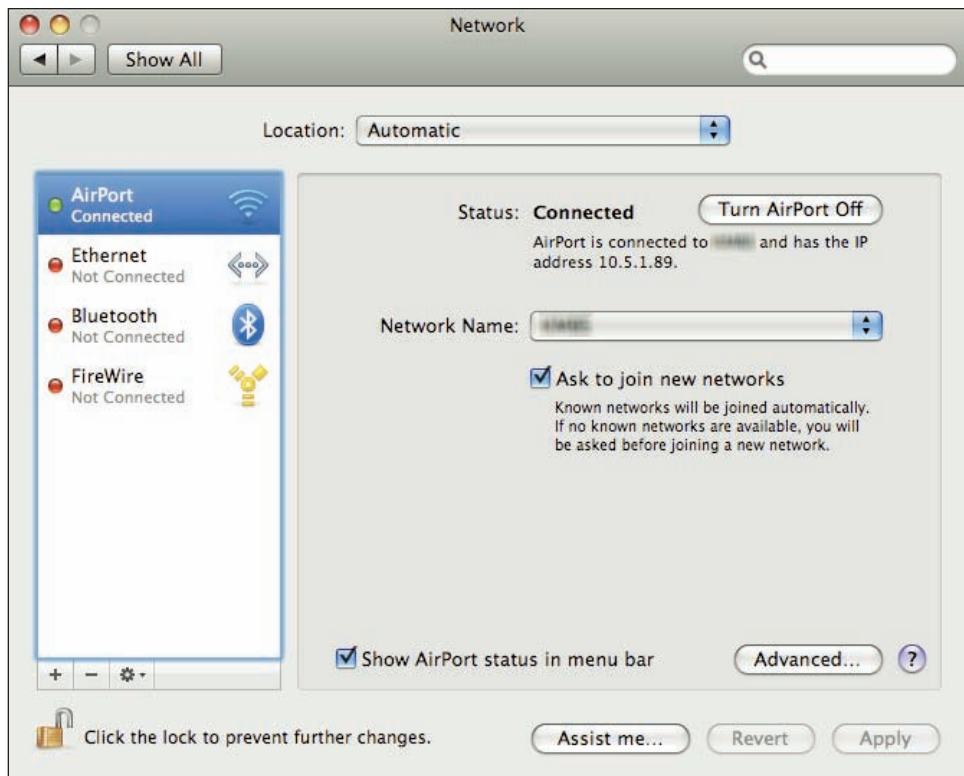 Network
Show All
Location: Automatic
AirPort
Connected
Ethernet
Not Connected
Bluetooth
Not Connected
FireWire
Not Connected
Status: Connected
Turn AirPort Off
AirPort is connected to and has the IP
address 10.5.1.89.
Network Name:
Ask to join new networks
Known networks will be joined automatically.
If no known networks are available, you will
be asked before joining a new network.
Show AirPort status in menu bar
Advanced...
?
Click the lock to prevent further changes.
Assist me...
Revert
Apply